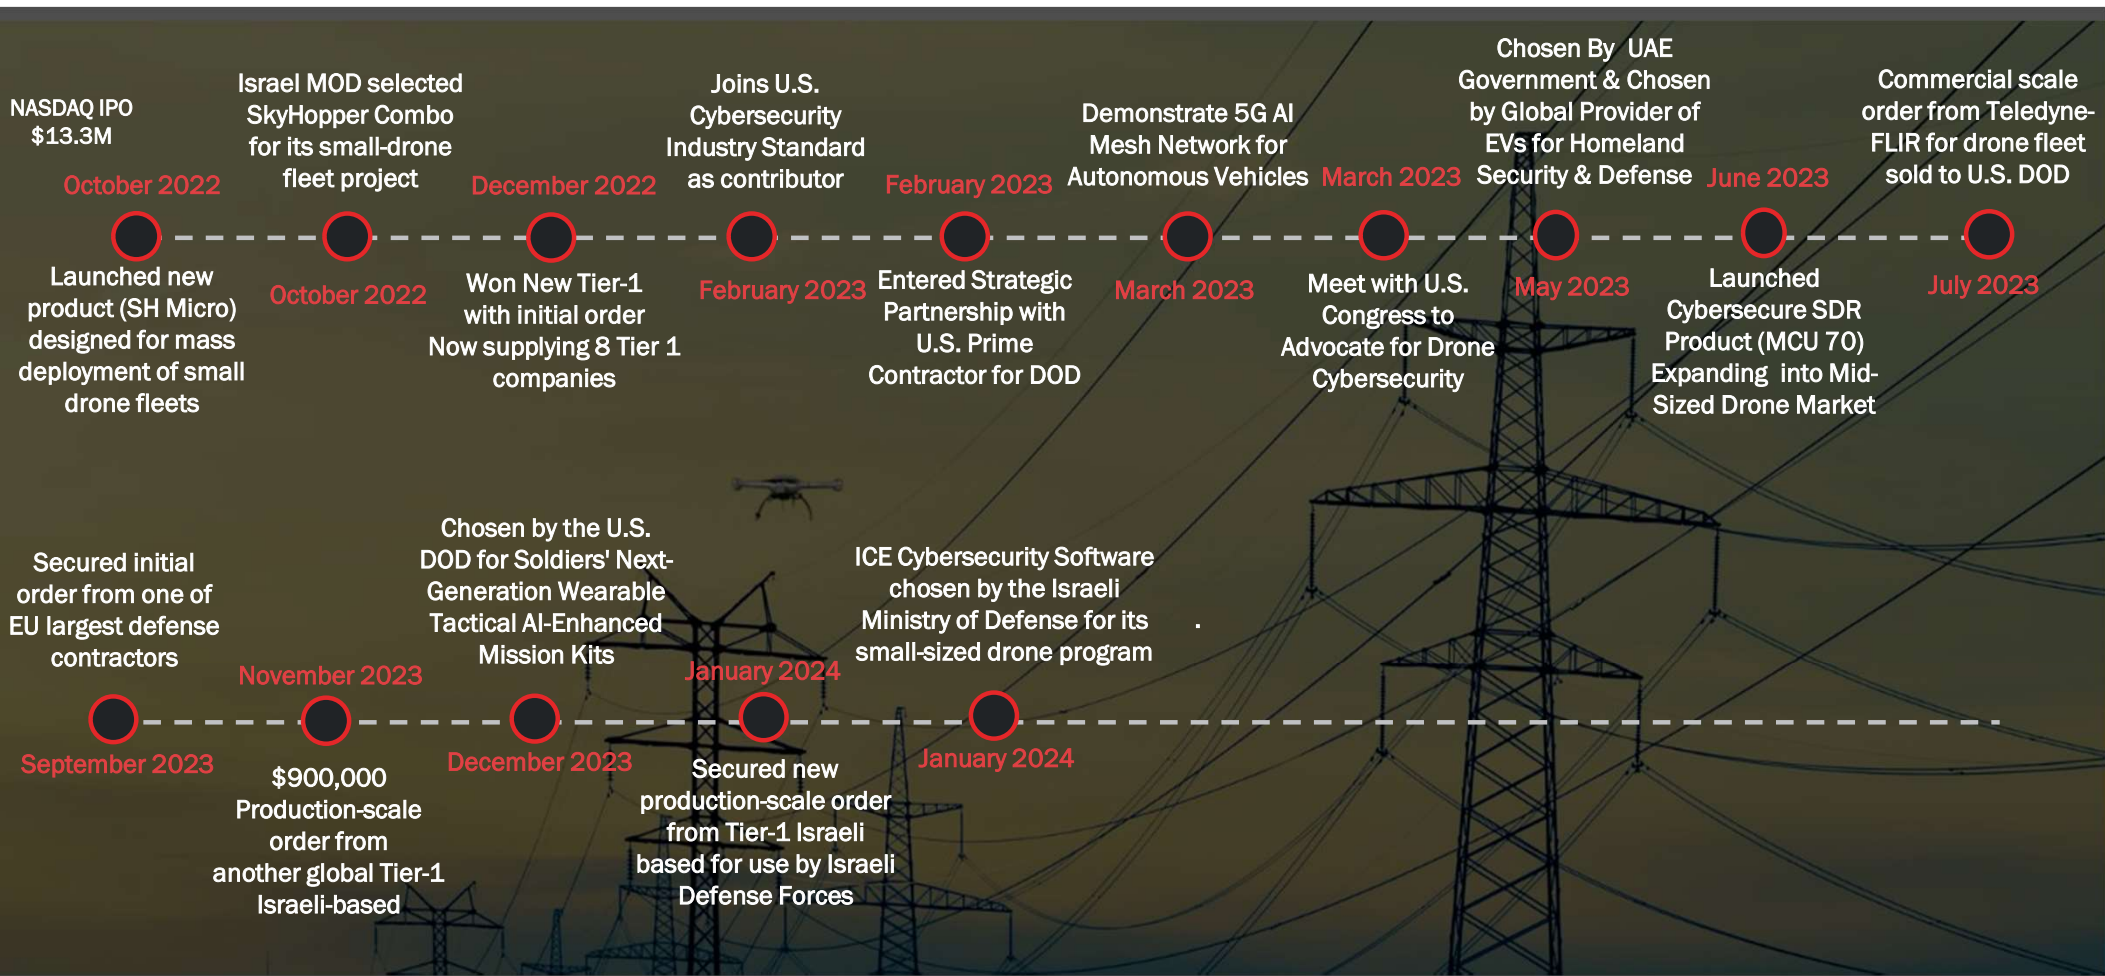 NASDAQ IPO
$13.3M
October 2022
Launched new
product (SH Micro)
designed for mass
deployment of small
drone fleets
Israel MOD selected
SkyHopper Combo
for its small-drone
fleet project
October 2022
December 2022
Won New Tier-1
with initial order
Now supplying 8 Tier 1
companies
Joins U.S.
Cybersecurity
Industry Standard
as contributor
February 2023
February 2023
Entered Strategic
Partnership with
U.S. Prime
Contractor for DOD
Demonstrate 5G AI
Mesh Network for
Autonomous Vehicles
March 2023
March 2023
Meet with U.S.
Congress to
Advocate for Drone
Cybersecurity
Chosen By  UAE
Government & Chosen
by Global Provider of
EVs for Homeland
Security & Defense
May 2023
June 2023
Launched
Cybersecure SDR
Product (MCU 70)
Expanding  into Mid-
Sized Drone Market
Commercial scale
order from Teledyne-
FLIR for drone fleet
sold to U.S. DOD
July 2023
Secured initial
order from one of
EU largest defense
contractors
September 2023
November 2023
$900,000
Production-scale
order from
another global Tier-1
Israeli-based
Chosen by the U.S.
DOD for Soldiers' Next-
Generation Wearable
Tactical AI-Enhanced
Mission Kits
December 2023
January 2024
Secured new
production-scale order
from Tier-1 Israeli
based for use by Israeli
Defense Forces
ICE Cybersecurity Software
chosen by the Israeli
Ministry of Defense for its
small-sized drone program
January 2024
.